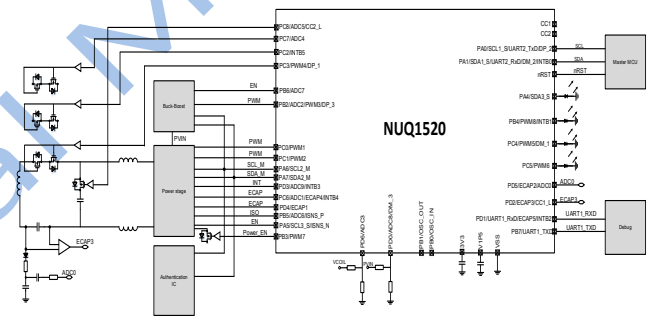 PC8/ADC5/CC2_L
PC7/ADC4
PC2/INTB5
PC3/PWM4/DP_1
Buck-Boost
EN
PB6/ADC7
PWM
PB2/ADC2/PWM3/DP_3
PVIN
Power stage
PWM
PC0/PWM1
PWM
PC1/PWM2
SCL_M
PA6/SCL2_M
SDA_M
PA7/SDA2_M
INT
PD3/ADC9/INTB3
ECAP
PC6/ADC1/ECAP4/INTB4
ECAP
PD4/ECAP1
ISO
PB5/ADC6/ISNS_P
EN
PA5/SCL3_S/ISNS_N
Power_EN
PB3/PWM7
Authentication
IC
ECAP3
ADC0
NUQ1520
CC1
CC2
PA0/SCL1_S/UART2_TxD/DP_2
SCL
PA1/SDA1_S/UART2_RxD/DM_2/INTB0
SDA
nRST
nRST
Master MCU
PA4/SDA3_S
PB4/PWM8/INTB1
PC4/PWM5/DM_1
PC5/PWM6
PD5/ECAP2/ADC0
ADC0
PD2/ECAP3/CC1_L
ECAP3
PD1/UART1_RxD/ECAP5/INTB2
UART1_RXD
PB7/UART1_TXD
UART1_TXD
Debug
PD6/ADC3
PD0/ADC8/DM_3
PB1/OSC_OUT
PB0/OSC_IN
3V3
V1P5
VSS
VCOIL
PVIN